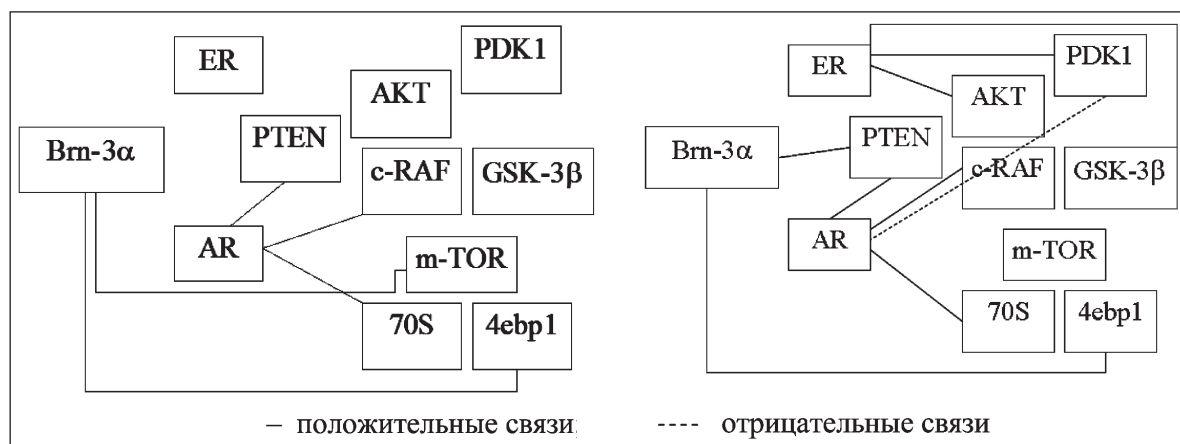 ER
PDK1
AKT
PTEN
Brn-3α
c-RAF
GSK-3β
AR
m-TOR
70S
4ebp1
ER
PDK1
AKT
PTEN
Brn-3α
c-RAF
GSK-3β
AR
m-TOR
70S
4ebp1
– положительные связи;
---- отрицательные связи